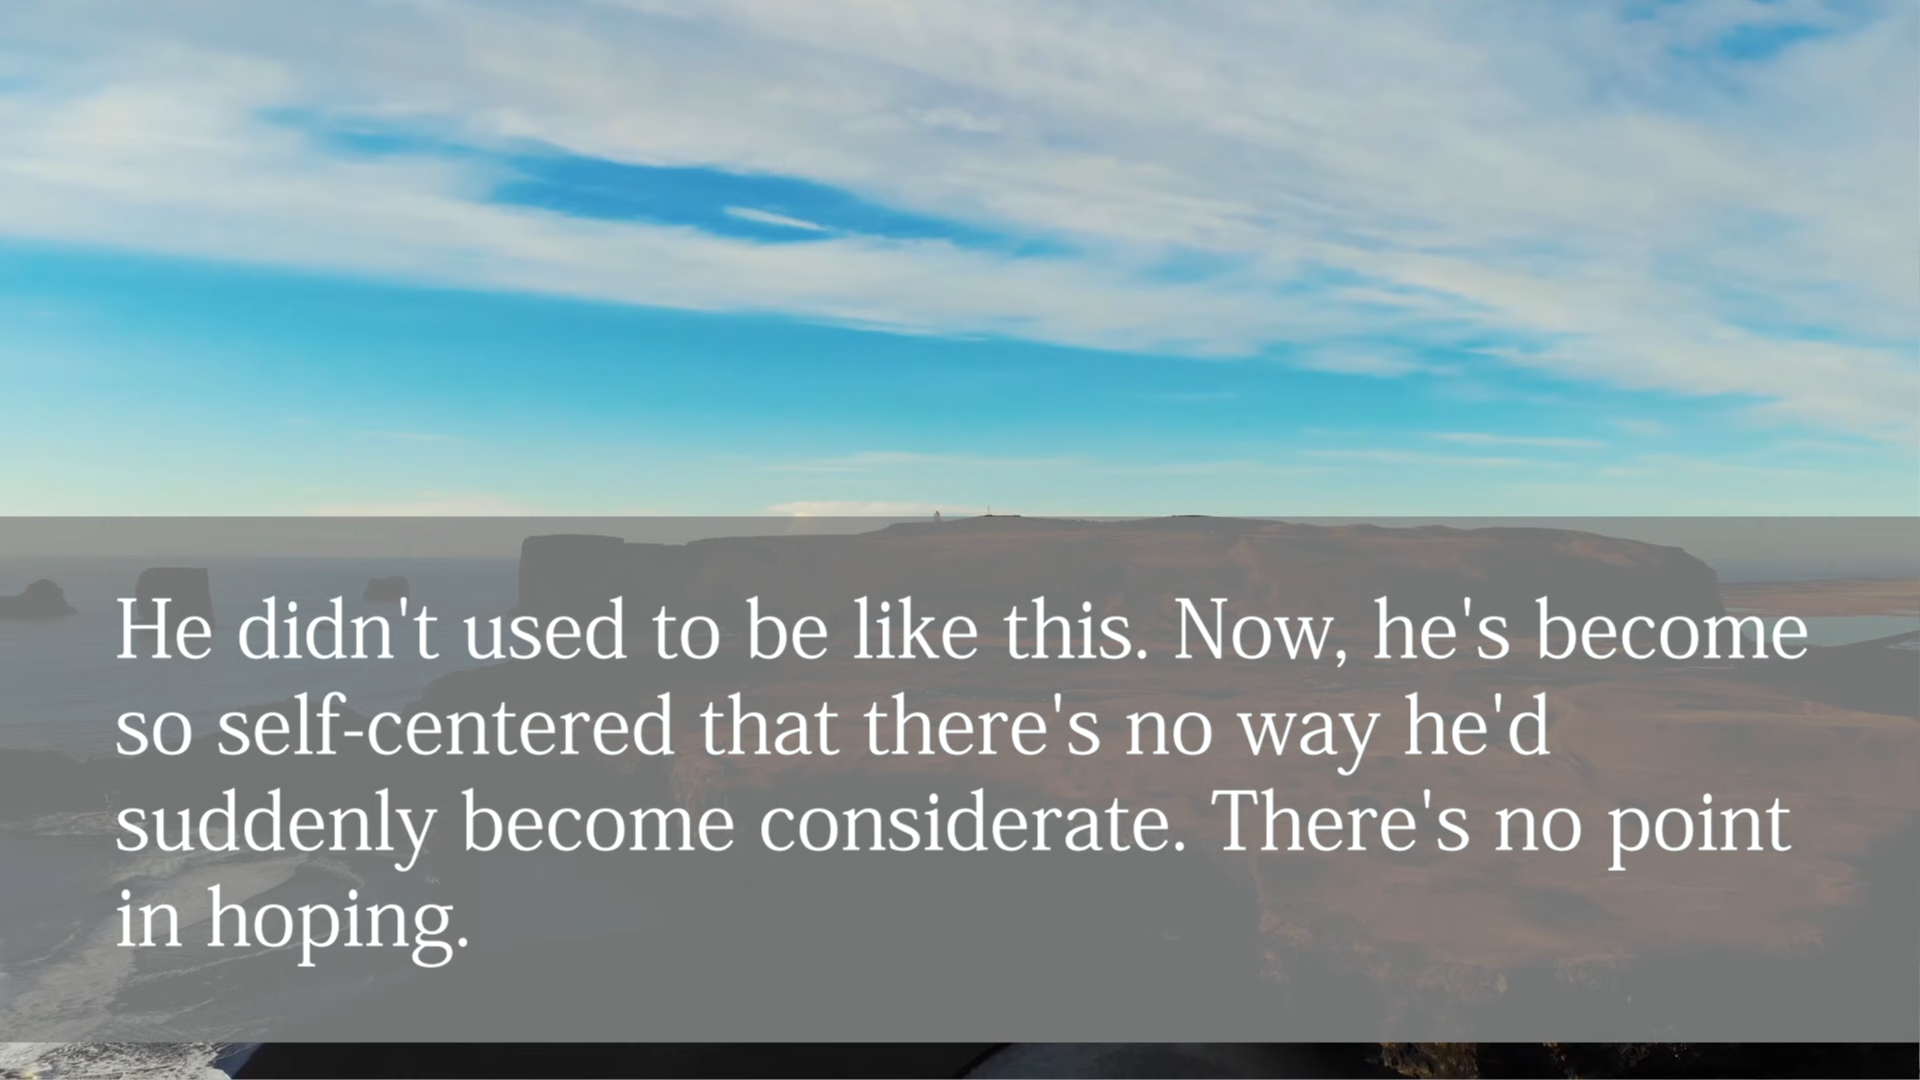 He didn't used to be like this. Now, he's become
so self-centered that there's no way he'd
suddenly become considerate. There's no point
in hoping.